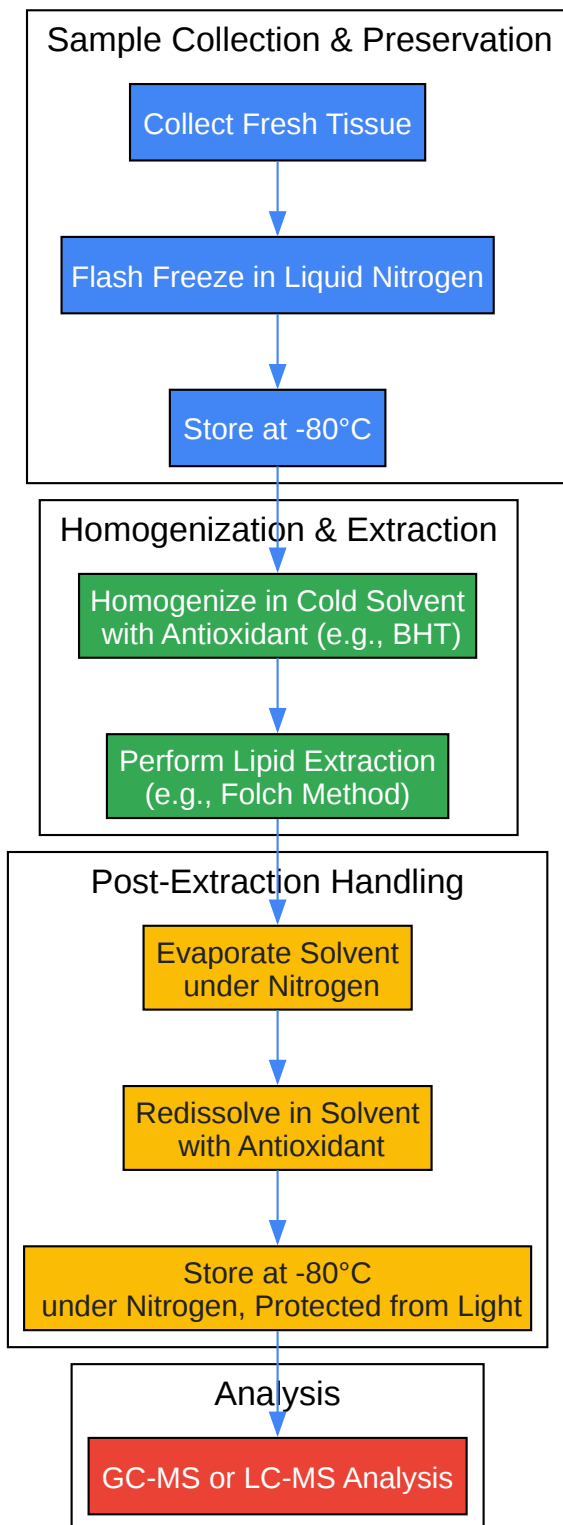 Sample Collection & Preservation
Collect Fresh Tissue
Flash Freeze in Liquid Nitrogen
Store at -80°C
Homogenization & Extraction
Homogenize in Cold Solvent
with Antioxidant (e.g., BHT)
Perform Lipid Extraction
(e.g., Folch Method)
Post-Extraction Handling
Evaporate Solvent
under Nitrogen
Redissolve in Solvent
with Antioxidant
Store at -80°C
under Nitrogen, Protected from Light
Analysis
GC-MS or LC-MS Analysis